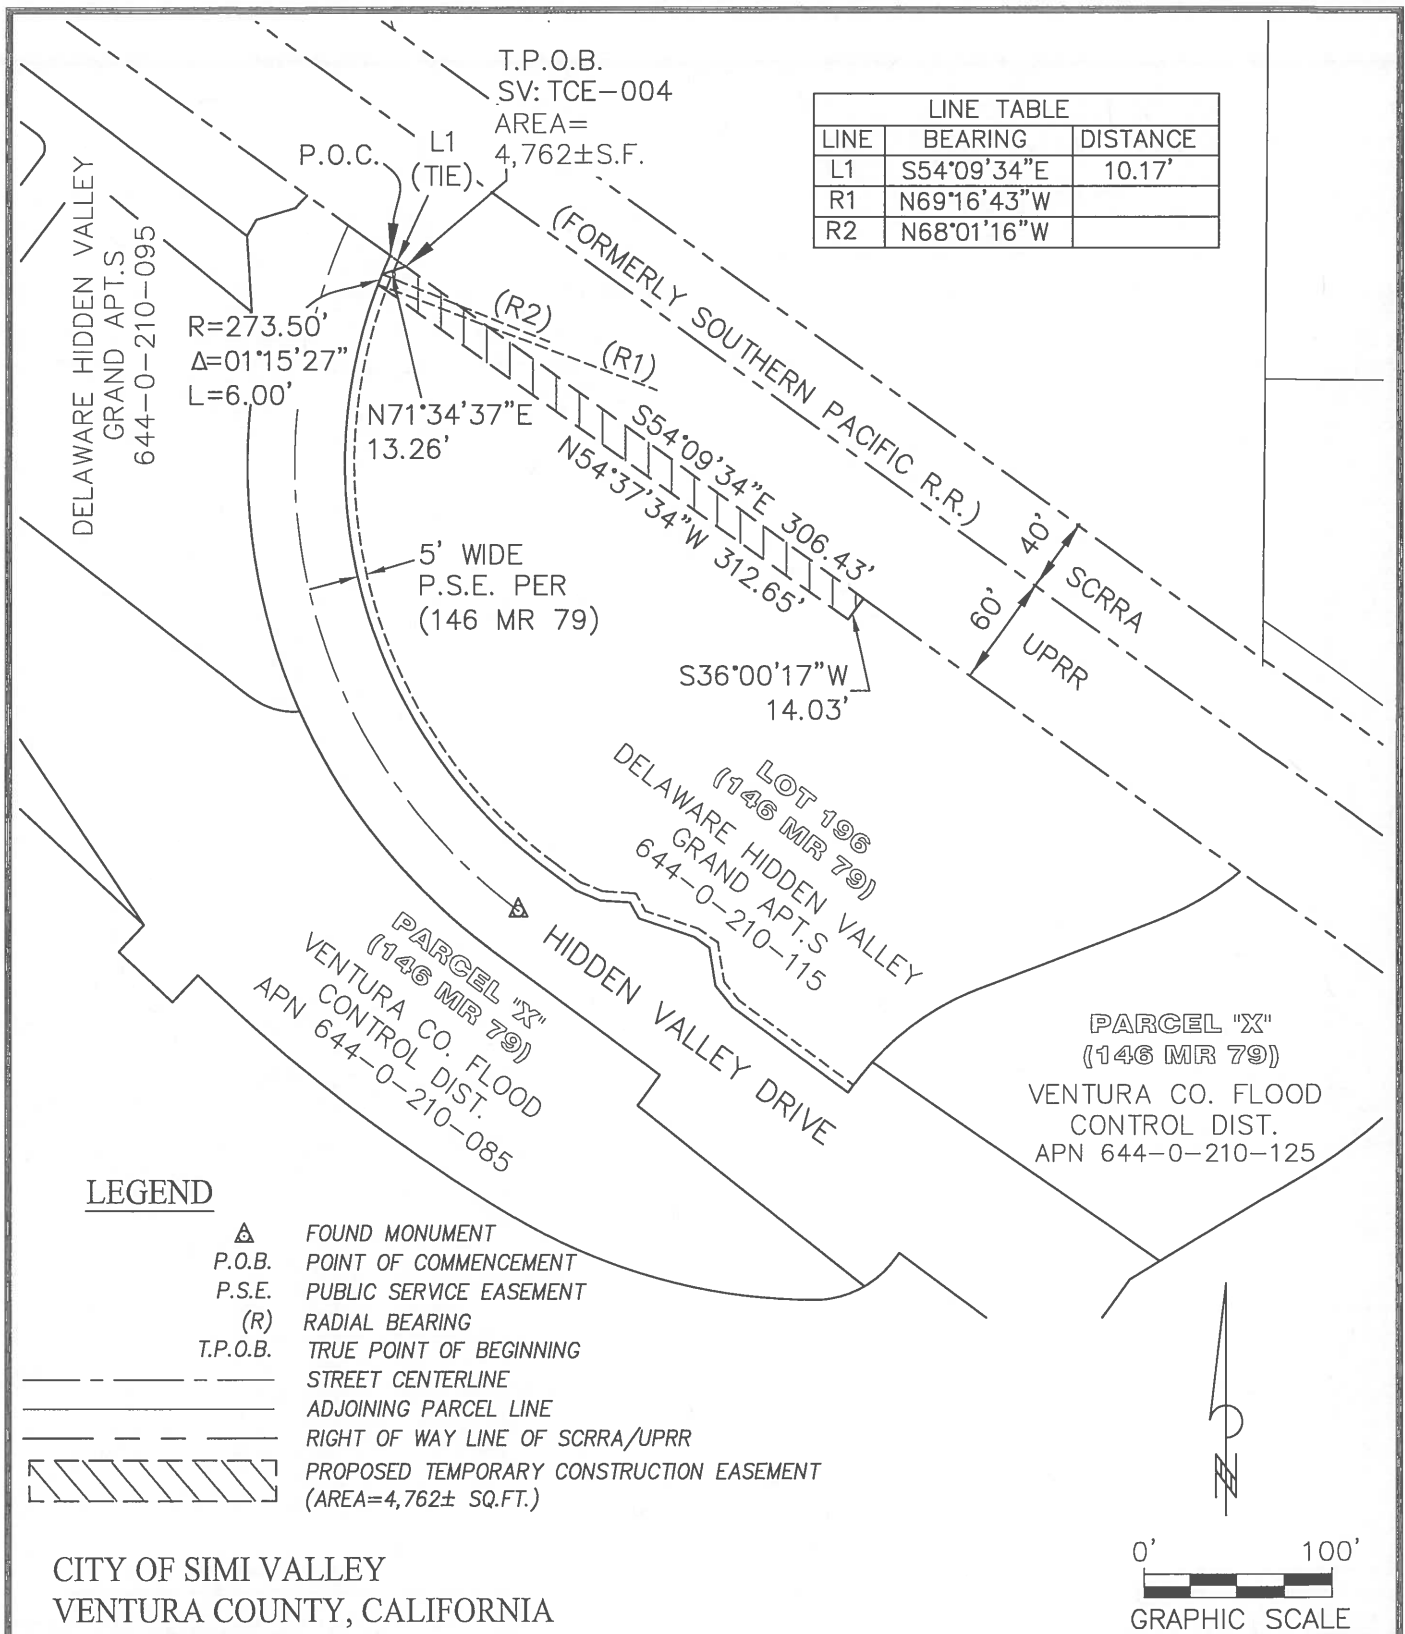 T.P.O.B.
SV: TCE-004
AREA=
4,762±S.F.
L1
(TIE)
P.O.C.
LINE TABLE
LINE BEARING DISTANCE
L1 S54°09'34"E 10.17'
R1 N69°16'43"W
R2 N68°01'16"W
DELAWARE HIDDEN VALLEY
GRAND APT.S
644-0-210-095
R=273.50'
Δ=01°15'27"
L=6.00'
N71°34'37"E
13.26'
(R2)
(R1)
(FORMERLY SOUTHERN PACIFIC R.R.)
S54°09'34"E 306.43'
N54°37'34"W 312.65'
40'
60'
SCRRA
UPRR
5' WIDE
P.S.E. PER
(146 MR 79)
S36°00'17"W
14.03'
LOT 196
(146 MR 79)
DELAWARE HIDDEN VALLEY
GRAND APT.S
644-0-210-115
PARCEL "X"
(146 MR 79)
VENTURA CO. FLOOD
CONTROL DIST.
APN 644-0-210-085
HIDDEN VALLEY DRIVE
PARCEL "X"
(146 MR 79)
VENTURA CO. FLOOD
CONTROL DIST.
APN 644-0-210-125
LEGEND
FOUND MONUMENT
P.O.B. POINT OF COMMENCEMENT
P.S.E. PUBLIC SERVICE EASEMENT
(R) RADIAL BEARING
T.P.O.B. TRUE POINT OF BEGINNING
STREET CENTERLINE
ADJOINING PARCEL LINE
RIGHT OF WAY LINE OF SCRRA/UPRR
PROPOSED TEMPORARY CONSTRUCTION EASEMENT
(AREA=4,762± SQ.FT.)
N
CITY OF SIMI VALLEY
VENTURA COUNTY, CALIFORNIA
0' 100'
GRAPHIC SCALE